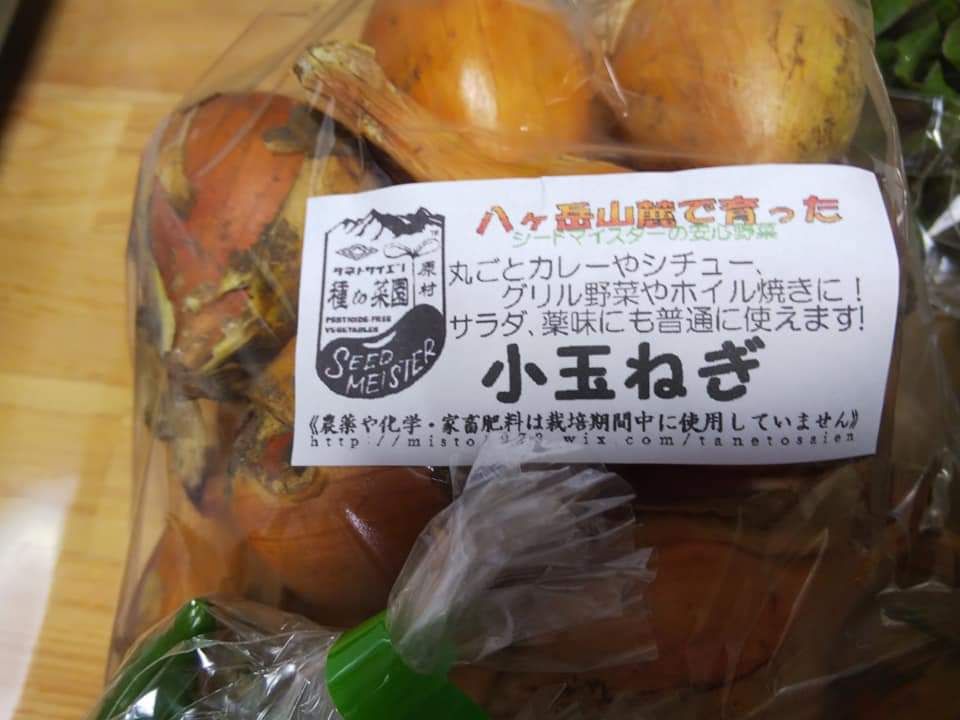 八ヶ岳山麓で育った
シードマイスターの安心野菜
丸ごとカレーやシチュー、
グリル野菜やホイル焼きに！
サラダ、薬味にも普通に使えます!
小玉ねぎ
《農薬や化学・家畜肥料は栽培期間中に使用していません》
wix.com/tanetosaien
タネトサイエン
種to菜園
原村
PESTICIDE-FREE
VEGETABLES
SEED
MEISTER